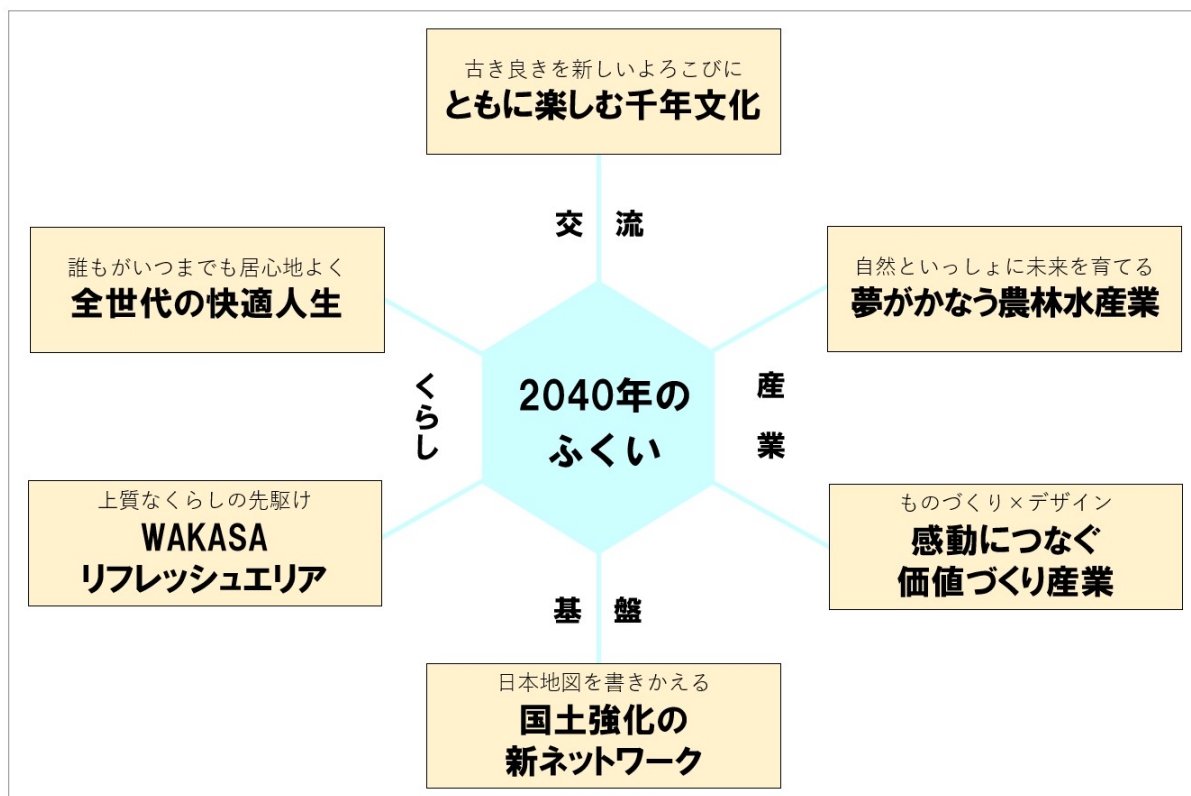 古き良きを新しいよろこびに
ともに楽しむ千年文化
交流
誰もがいつまでも居心地よく
全世代の快適人生
自然といっしょに未来を育てる
夢がかなう農林水産業
くらし
2040年の
ふくい
産業
上質なくらしの先駆け
WAKASA
リフレッシュエリア
ものづくり×デザイン
感動につなぐ
価値づくり産業
基盤
日本地図を書きかえる
国土強化の
新ネットワーク